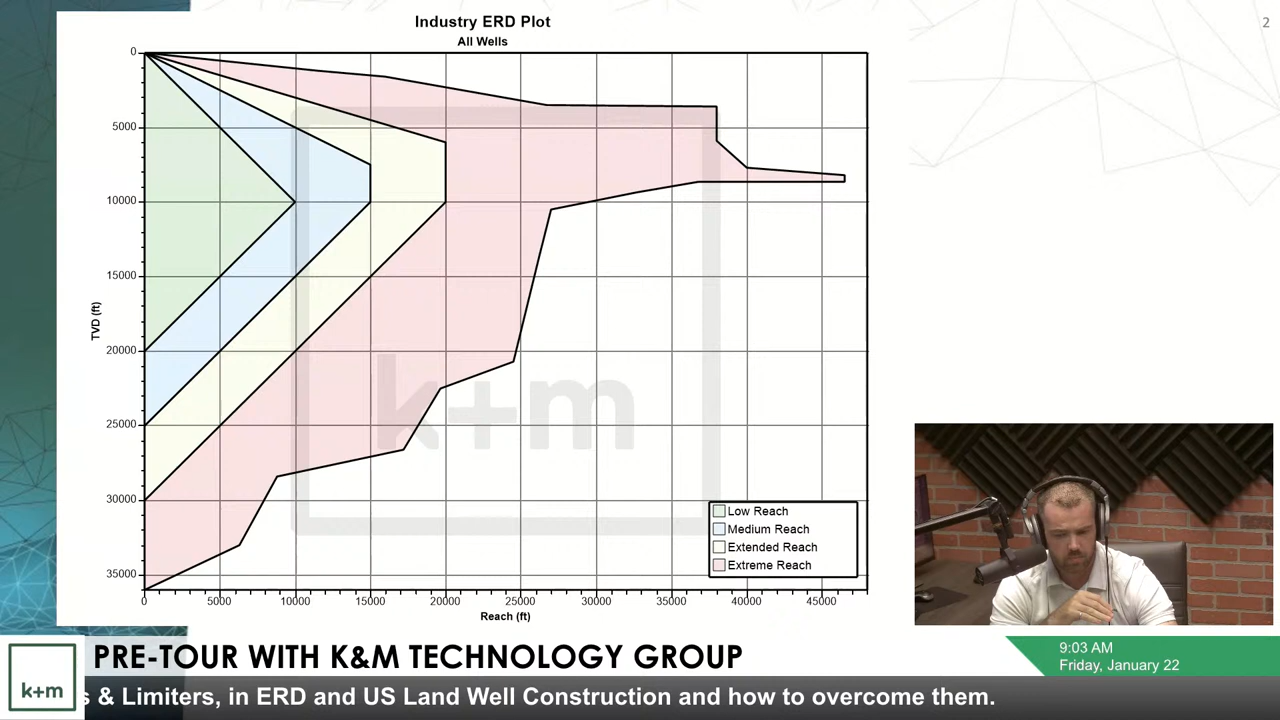 Industry ERD Plot
2
All Wells
0
5000
10000
15000
20000
25000
30000
35000
TVD (ft)
k+m
Low Reach
Medium Reach
Extended Reach
Extreme Reach
0 5000 10000 15000 20000 25000 30000 35000 40000 45000
Reach (ft)
PRE-TOUR WITH K&M TECHNOLOGY GROUP
9:03 AM
Friday, January 22
k+m
s & Limiters, in ERD and US Land Well Construction and how to overcome them.